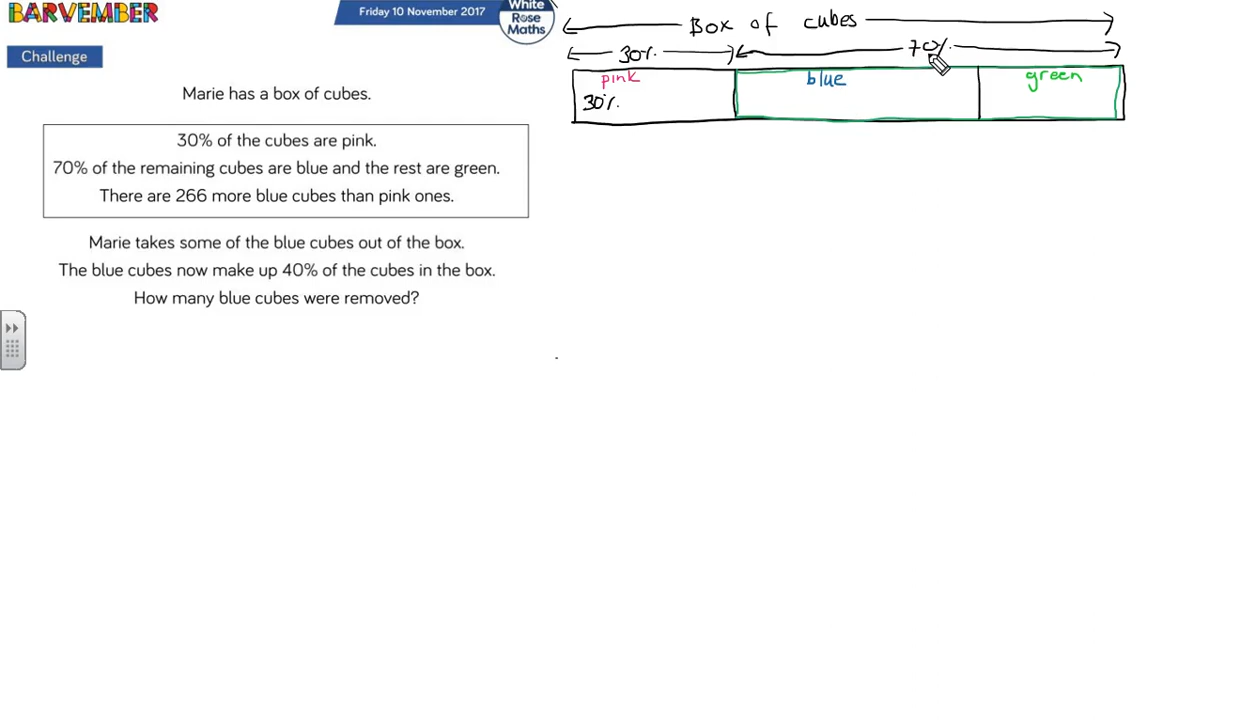 BARVEMBER
Friday 10 November 2017
White
Rose
Maths
Challenge
Marie has a box of cubes.
30% of the cubes are pink.
70% of the remaining cubes are blue and the rest are green.
There are 266 more blue cubes than pink ones.
Marie takes some of the blue cubes out of the box.
The blue cubes now make up 40% of the cubes in the box.
How many blue cubes were removed?
Box of cubes
30% 70%
pink blue green
30%